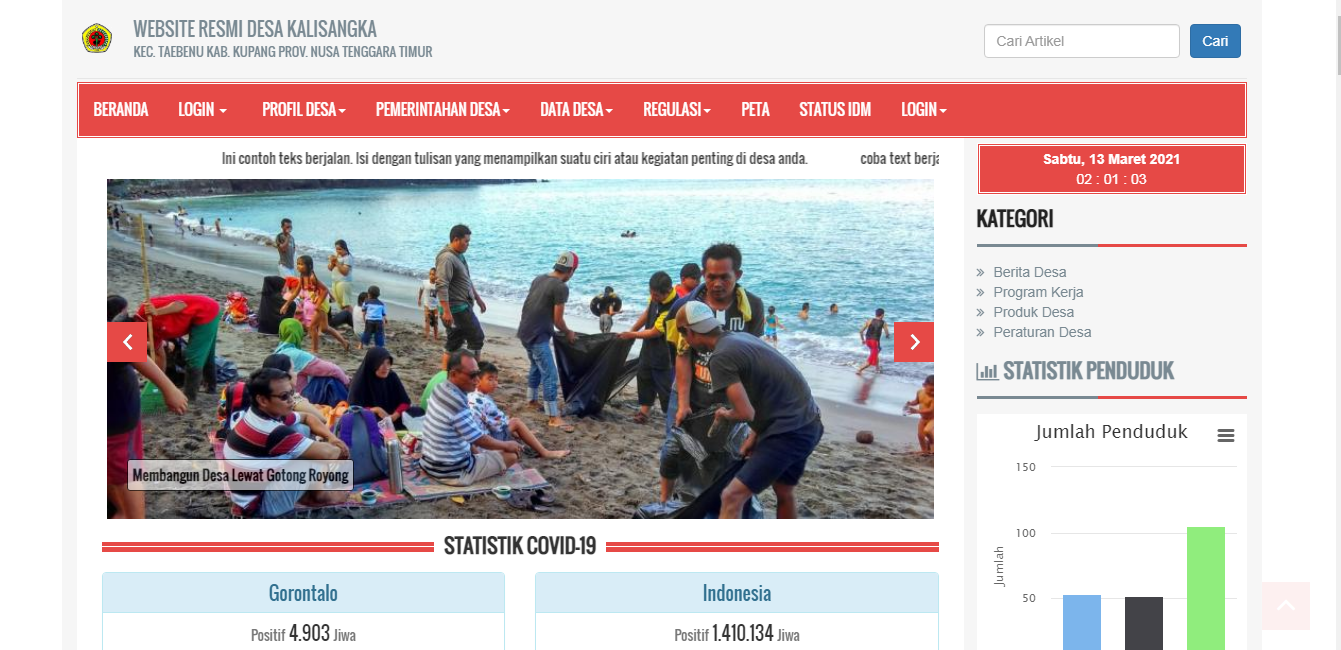 WEBSITE RESMI DESA KALISANGKA
KEC. TAEBENU KAB. KUPANG PROV. NUSA TENGGARA TIMUR
Cari Artikel
Cari
BERANDA LOGIN PROFIL DESA PEMERINTAHAN DESA DATA DESA REGULASI PETA STATUS IDM LOGIN
Ini contoh teks berjalan. Isi dengan tulisan yang menampilkan suatu ciri atau kegiatan penting di desa anda. coba text berja
Membangun Desa Lewat Gotong Royong
STATISTIK COVID-19
Gorontalo
Positif 4.903 Jiwa
Indonesia
Positif 1.410.134 Jiwa
Sabtu, 13 Maret 2021
02 : 01 : 03
KATEGORI
Berita Desa
Program Kerja
Produk Desa
Peraturan Desa
STATISTIK PENDUDUK
Jumlah Penduduk
Jumlah
150
100
50